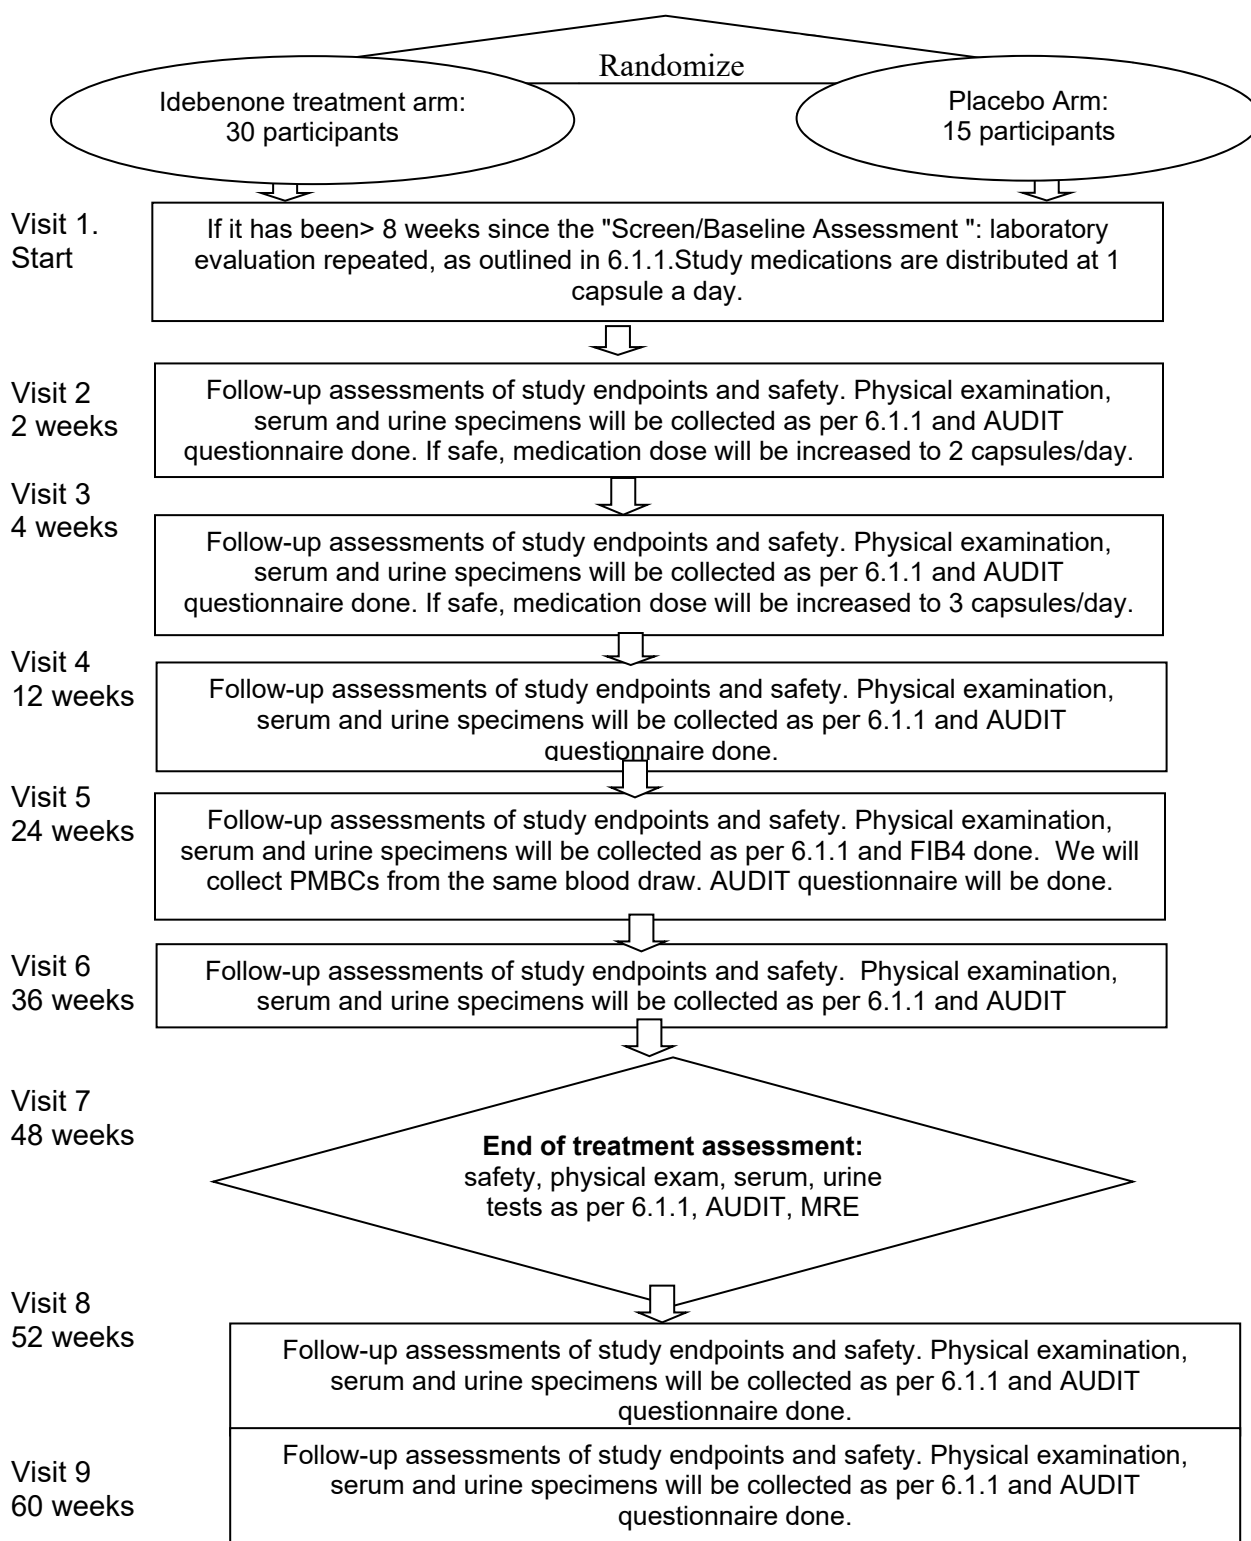 Randomize
Idebenone treatment arm:
30 participants
Placebo Arm:
15 participants
Visit 1.
Start
If it has been> 8 weeks since the "Screen/Baseline Assessment ": laboratory
evaluation repeated, as outlined in 6.1.1.Study medications are distributed at 1
capsule a day.
Visit 2
2 weeks
Follow-up assessments of study endpoints and safety. Physical examination,
serum and urine specimens will be collected as per 6.1.1 and AUDIT
questionnaire done. If safe, medication dose will be increased to 2 capsules/day.
Visit 3
4 weeks
Follow-up assessments of study endpoints and safety. Physical examination,
serum and urine specimens will be collected as per 6.1.1 and AUDIT
questionnaire done. If safe, medication dose will be increased to 3 capsules/day.
Visit 4
12 weeks
Follow-up assessments of study endpoints and safety. Physical examination,
serum and urine specimens will be collected as per 6.1.1 and AUDIT
questionnaire done.
Visit 5
24 weeks
Follow-up assessments of study endpoints and safety. Physical examination,
serum and urine specimens will be collected as per 6.1.1 and FIB4 done.  We will
collect PMBCs from the same blood draw. AUDIT questionnaire will be done.
Visit 6
36 weeks
Follow-up assessments of study endpoints and safety.  Physical examination,
serum and urine specimens will be collected as per 6.1.1 and AUDIT
Visit 7
48 weeks
End of treatment assessment:
safety, physical exam, serum, urine
tests as per 6.1.1, AUDIT, MRE
Visit 8
52 weeks
Follow-up assessments of study endpoints and safety. Physical examination,
serum and urine specimens will be collected as per 6.1.1 and AUDIT
questionnaire done.
Visit 9
60 weeks
Follow-up assessments of study endpoints and safety. Physical examination,
serum and urine specimens will be collected as per 6.1.1 and AUDIT
questionnaire done.